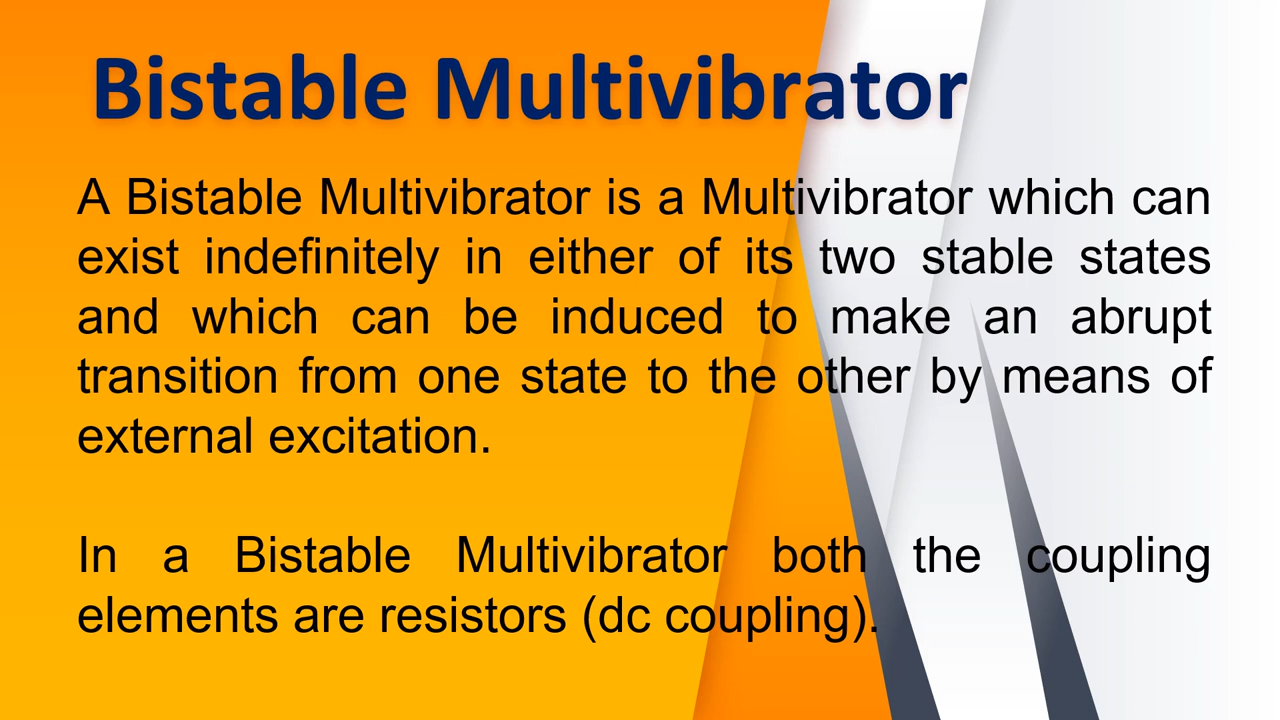 Bistable Multivibrator
A Bistable Multivibrator is a Multivibrator which can
exist indefinitely in either of its two stable states
and which can be induced to make an abrupt
transition from one state to the other by means of
external excitation.
In a Bistable Multivibrator both the coupling
elements are resistors (dc coupling).